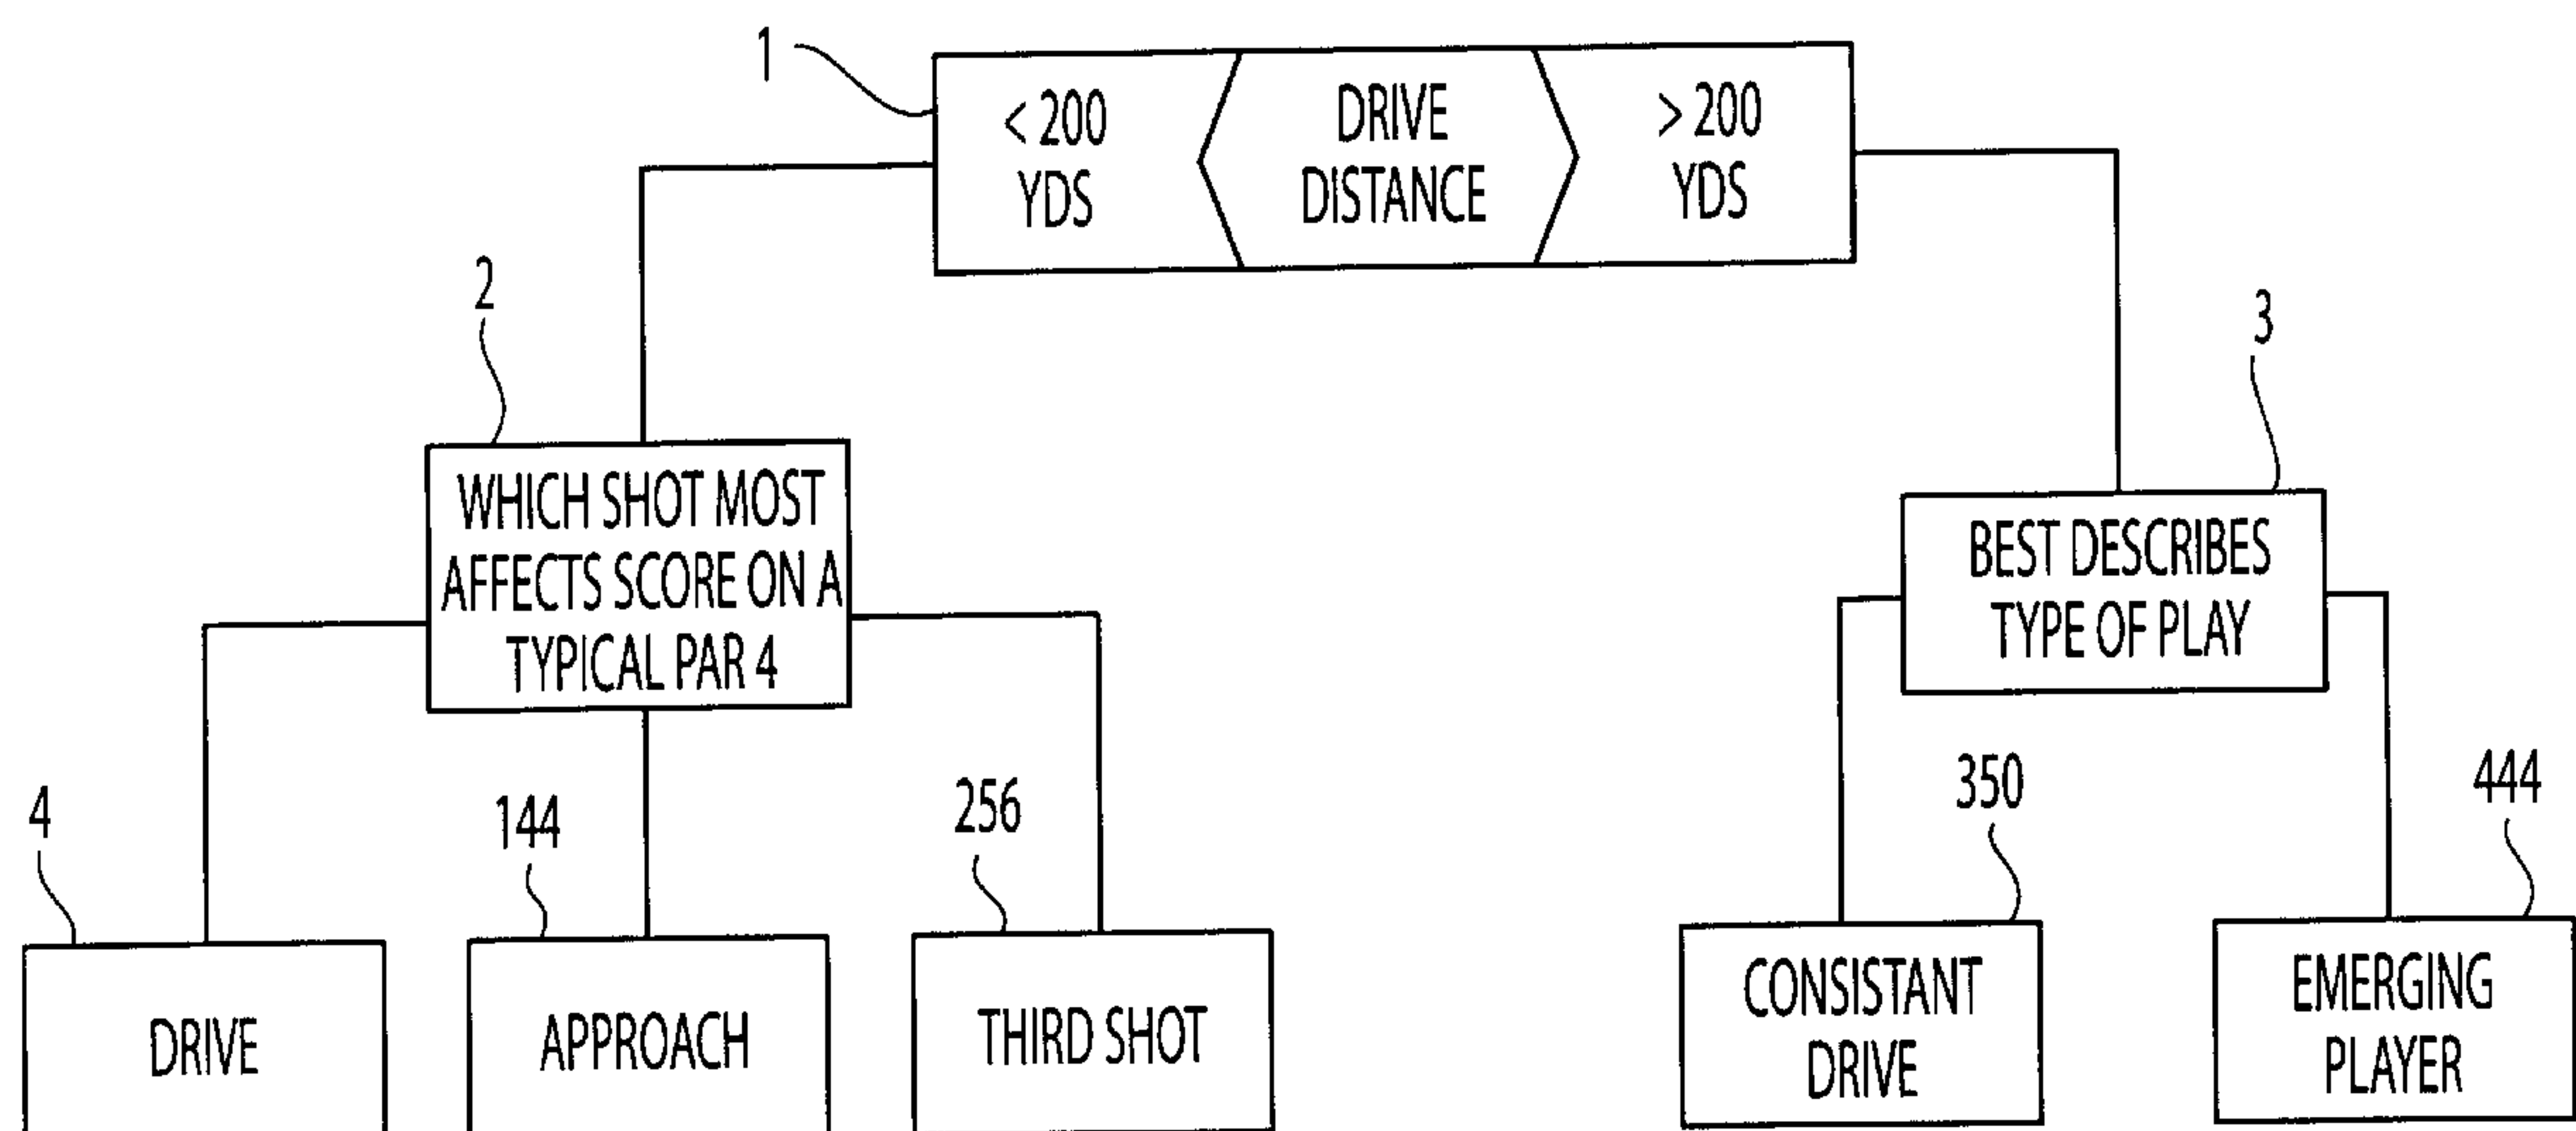 1
< 200
YDS
DRIVE
DISTANCE
> 200
YDS
2
WHICH SHOT MOST
AFFECTS SCORE ON A
TYPICAL PAR 4
3
BEST DESCRIBES
TYPE OF PLAY
4
DRIVE
144
APPROACH
256
THIRD SHOT
350
CONSISTANT
DRIVE
444
EMERGING
PLAYER